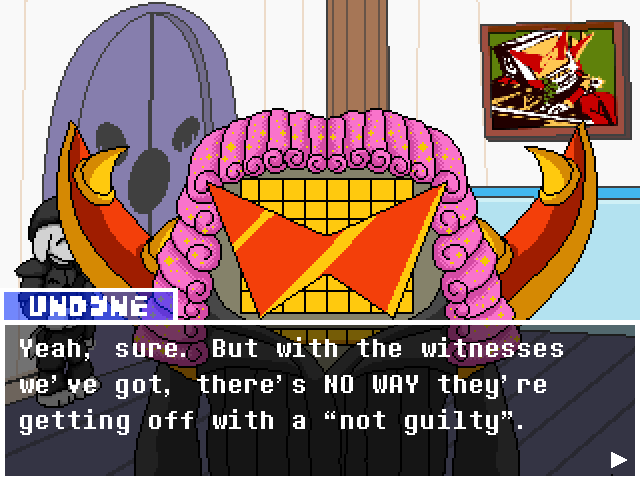 UNDYNE
Yeah, sure. But with the witnesses
we've got, there's NO WAY they're
getting off with a “not guilty”.